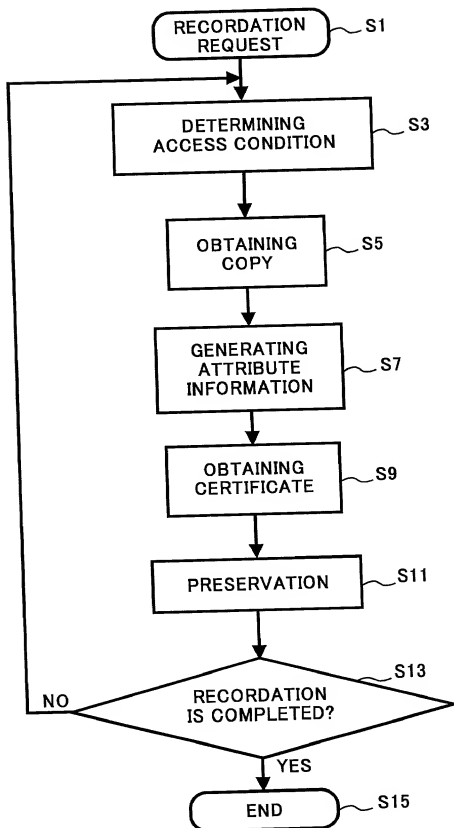 RECORDATION
REQUEST
S1
DETERMINING
ACCESS CONDITION
S3
OBTAINING
COPY
S5
GENERATING
ATTRIBUTE
INFORMATION
S7
OBTAINING
CERTIFICATE
S9
PRESERVATION
S11
RECORDATION
IS COMPLETED?
S13
NO
YES
END
S15